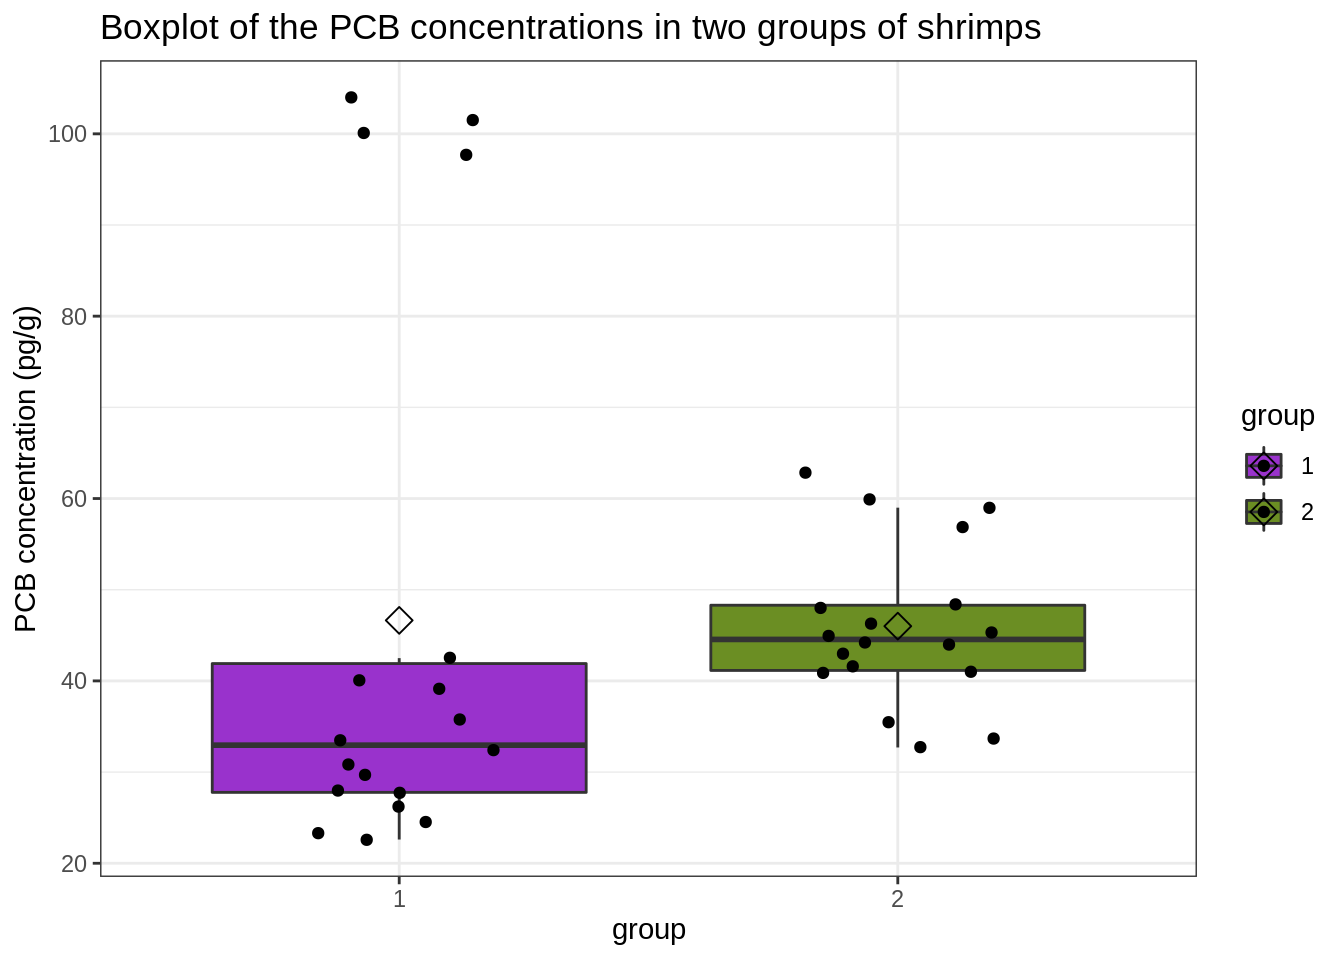 Boxplot of the PCB concentrations in two groups of shrimps
PCB concentration (pg/g)
100
80
60
40
20
1
2
group
group
1
2